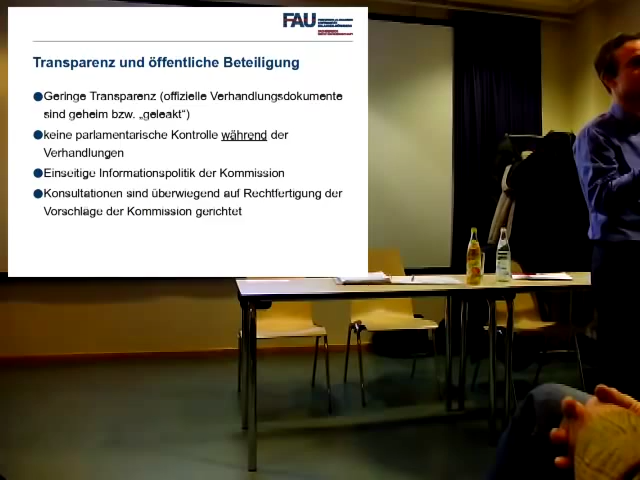 FAU
Transparenz und öffentliche Beteiligung
Geringe Transparenz (offizielle Verhandlungsdokumente
sind geheim bzw. „geleakt“)
keine parlamentarische Kontrolle während der
Verhandlungen
Einseitige Informationspolitik der Kommission
Konsultationen sind überwiegend auf Rechtfertigung der
Vorschläge der Kommission gerichtet